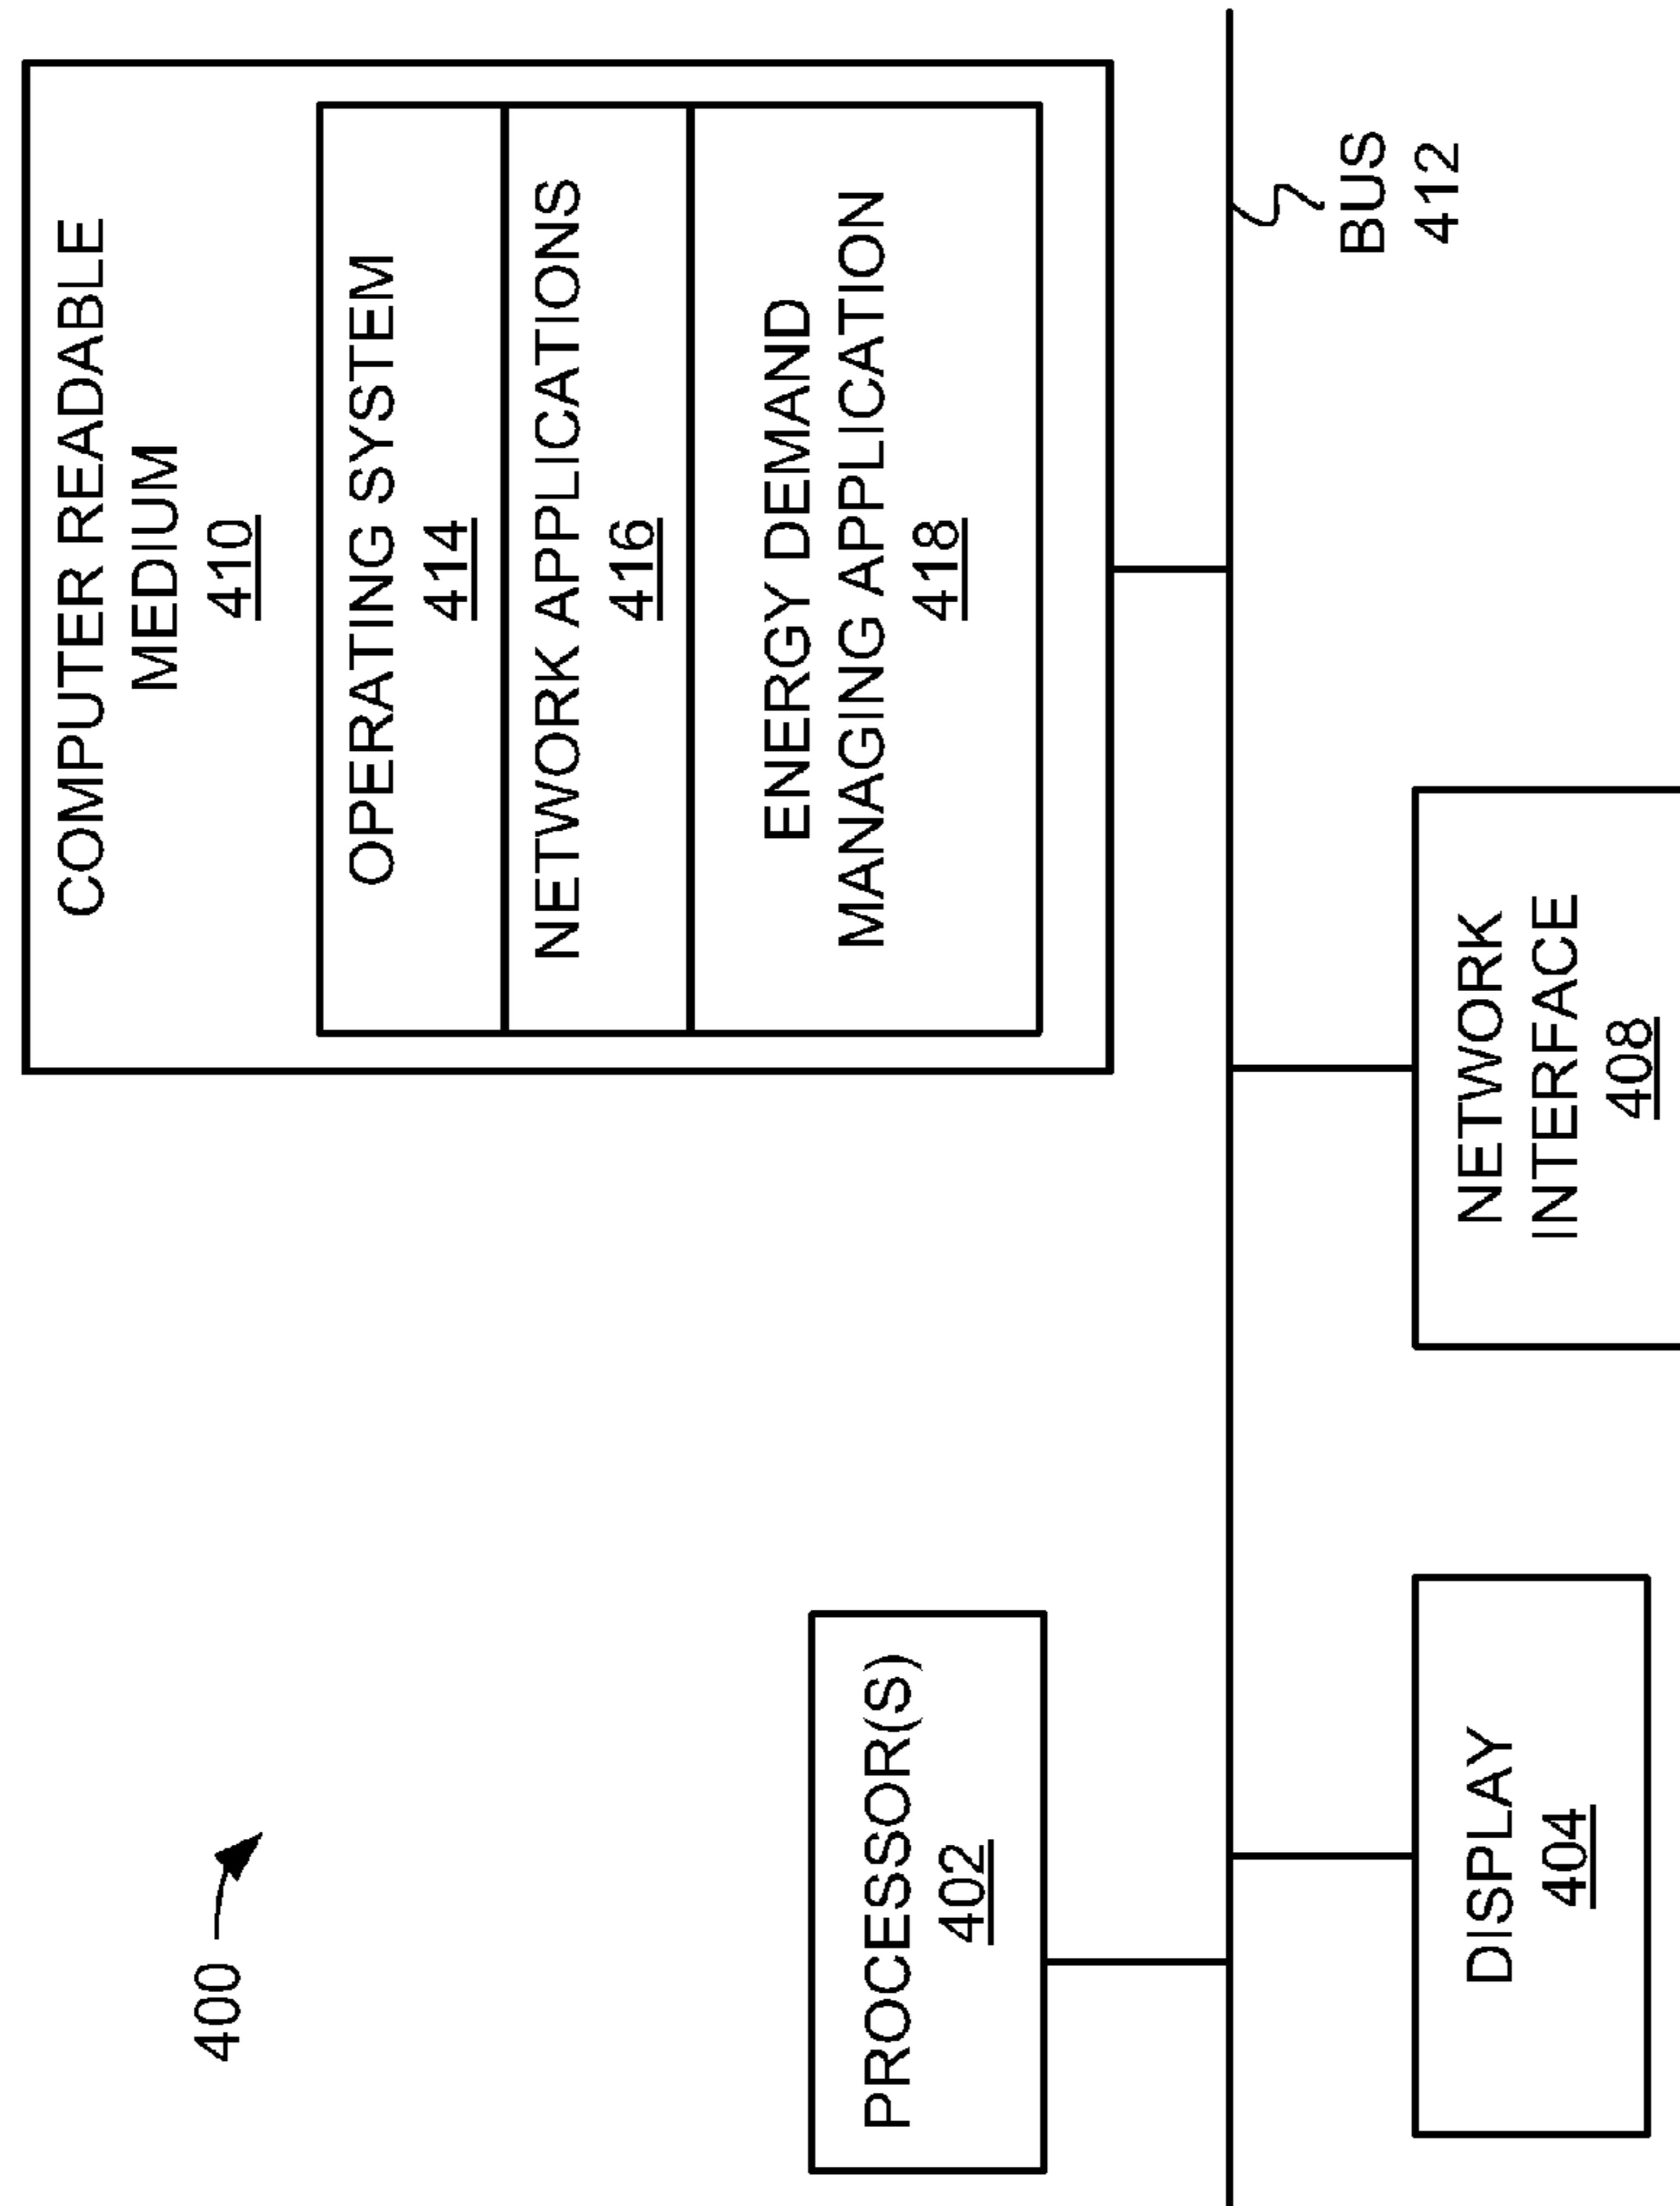 400
PROCESSOR(S)
402
COMPUTER READABLE
MEDIUM
410
OPERATING SYSTEM
414
NETWORK APPLICATIONS
416
ENERGY DEMAND
MANAGING APPLICATION
418
BUS
412
DISPLAY
404
NETWORK
INTERFACE
408